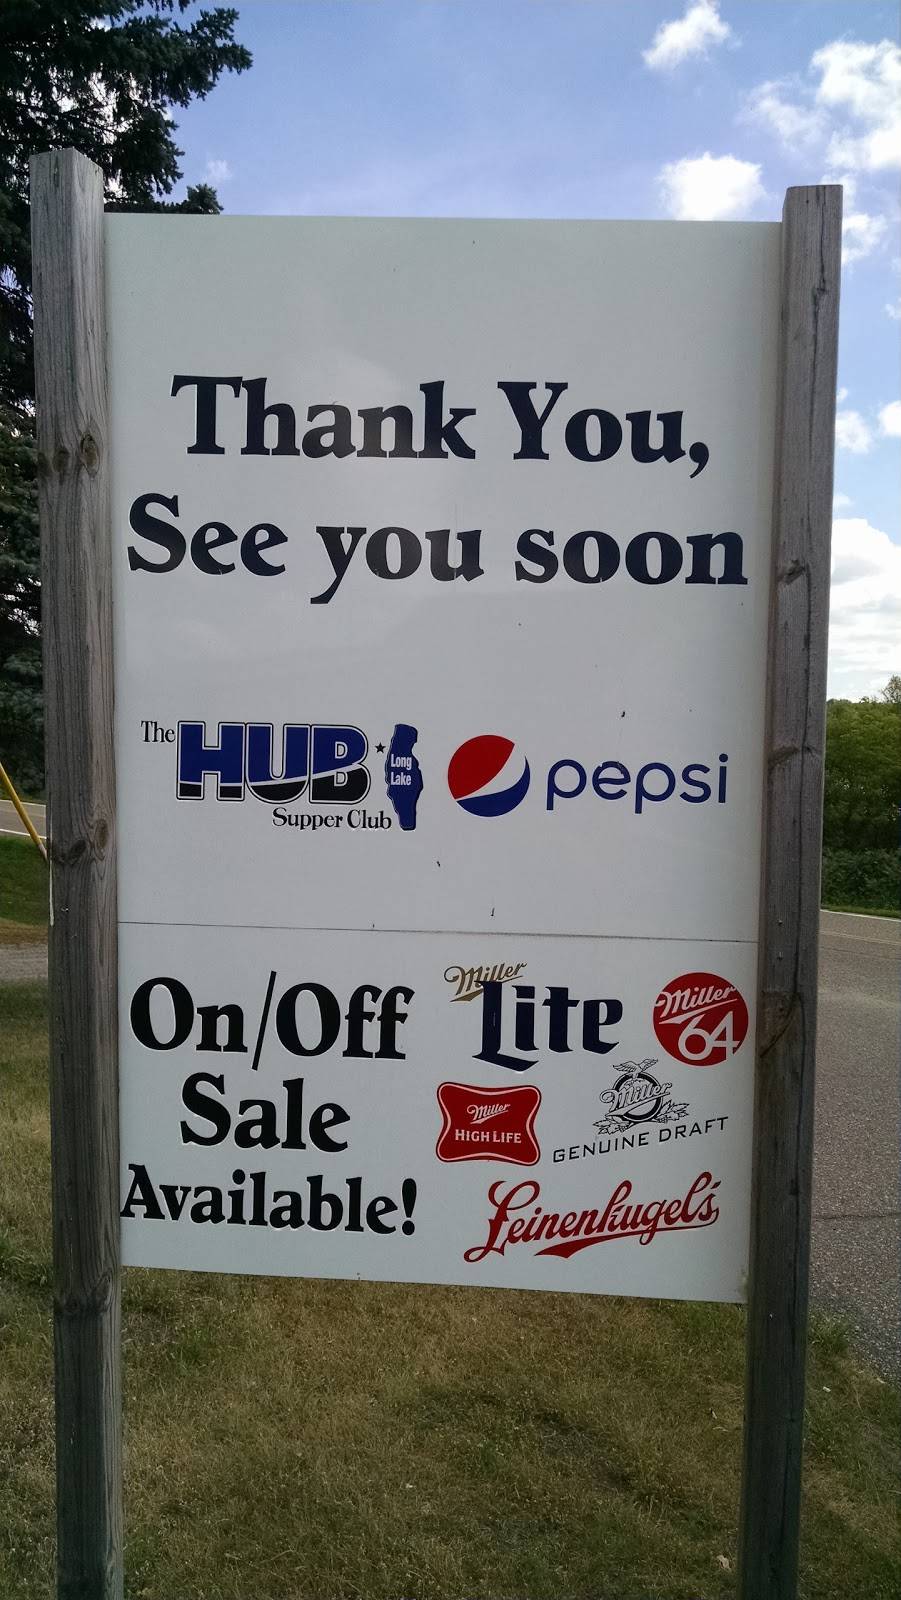 Thank You,
See you soon
The HUB
Long
Lake
Supper Club
pepsi
On/Off
Sale
Available!
Miller
Lite
Miller
64
Miller
HIGH LIFE
Miller
GENUINE DRAFT
Leinenkugel's